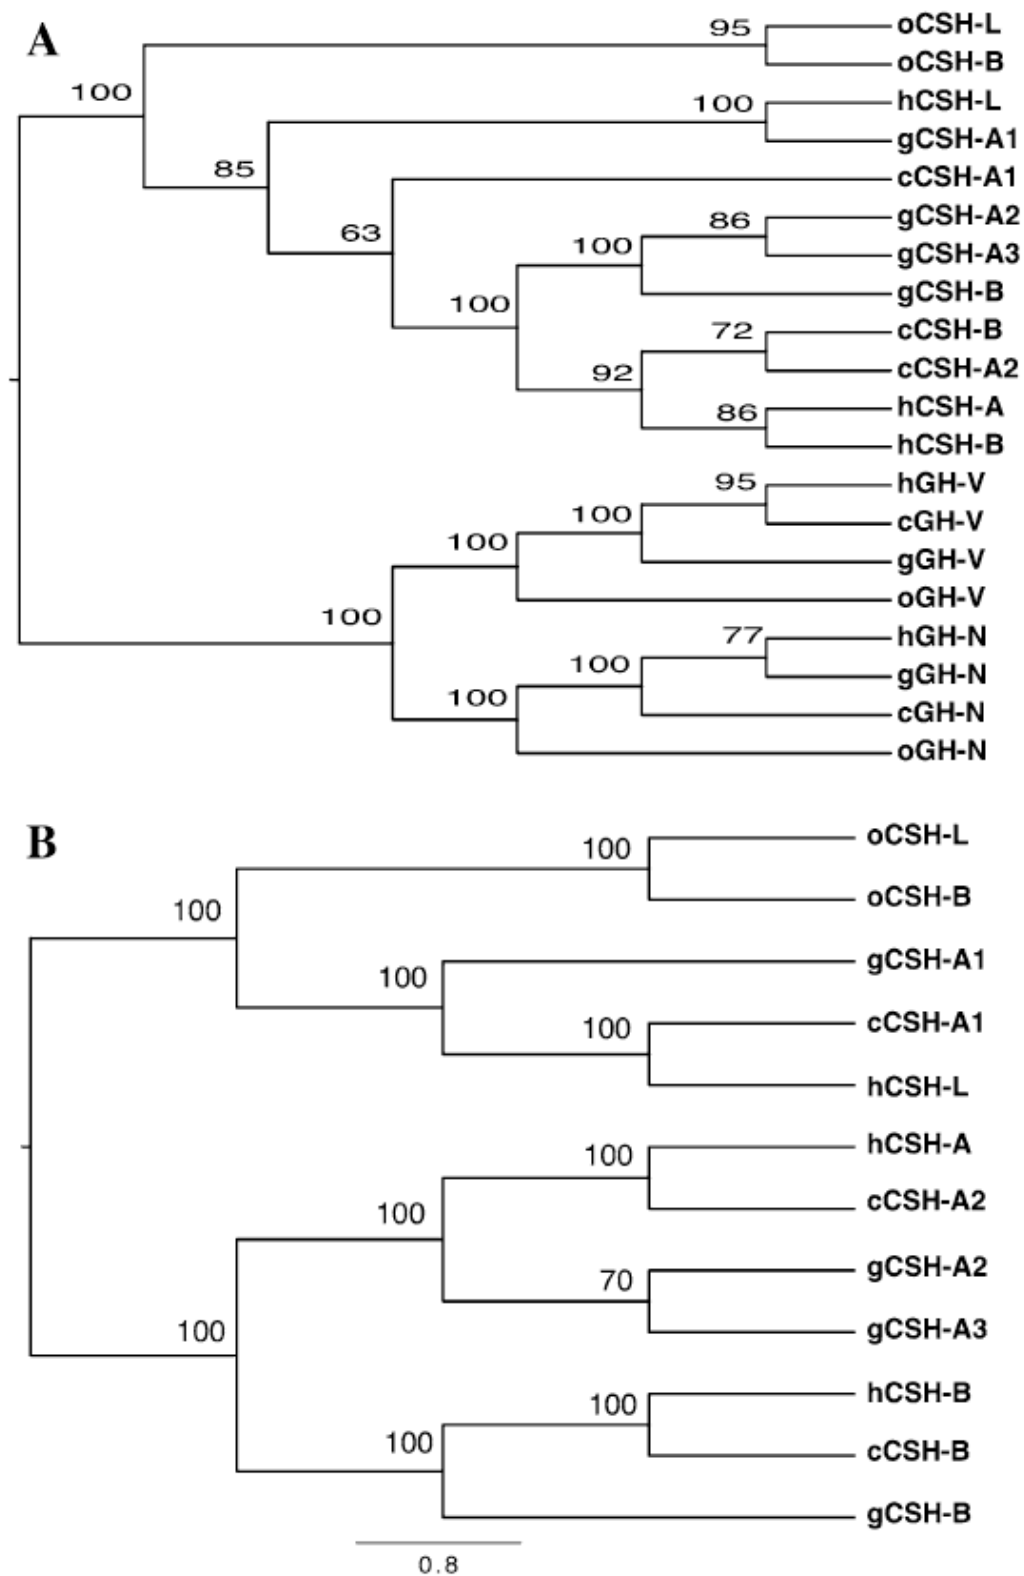 A
95
oCSH-L
oCSH-B
100
100
hCSH-L
gCSH-A1
85
cCSH-A1
63
86
gCSH-A2
100
gCSH-A3
gCSH-B
100
72
cCSH-B
92
cCSH-A2
86
hCSH-A
hCSH-B
95
hGH-V
100
cGH-V
100
gGH-V
oGH-V
100
77
hGH-N
100
gGH-N
100
cGH-N
oGH-N
B
100
oCSH-L
oCSH-B
100
gCSH-A1
100
100
cCSH-A1
hCSH-L
100
hCSH-A
cCSH-A2
100
70
gCSH-A2
gCSH-A3
100
100
hCSH-B
100
cCSH-B
gCSH-B
0.8